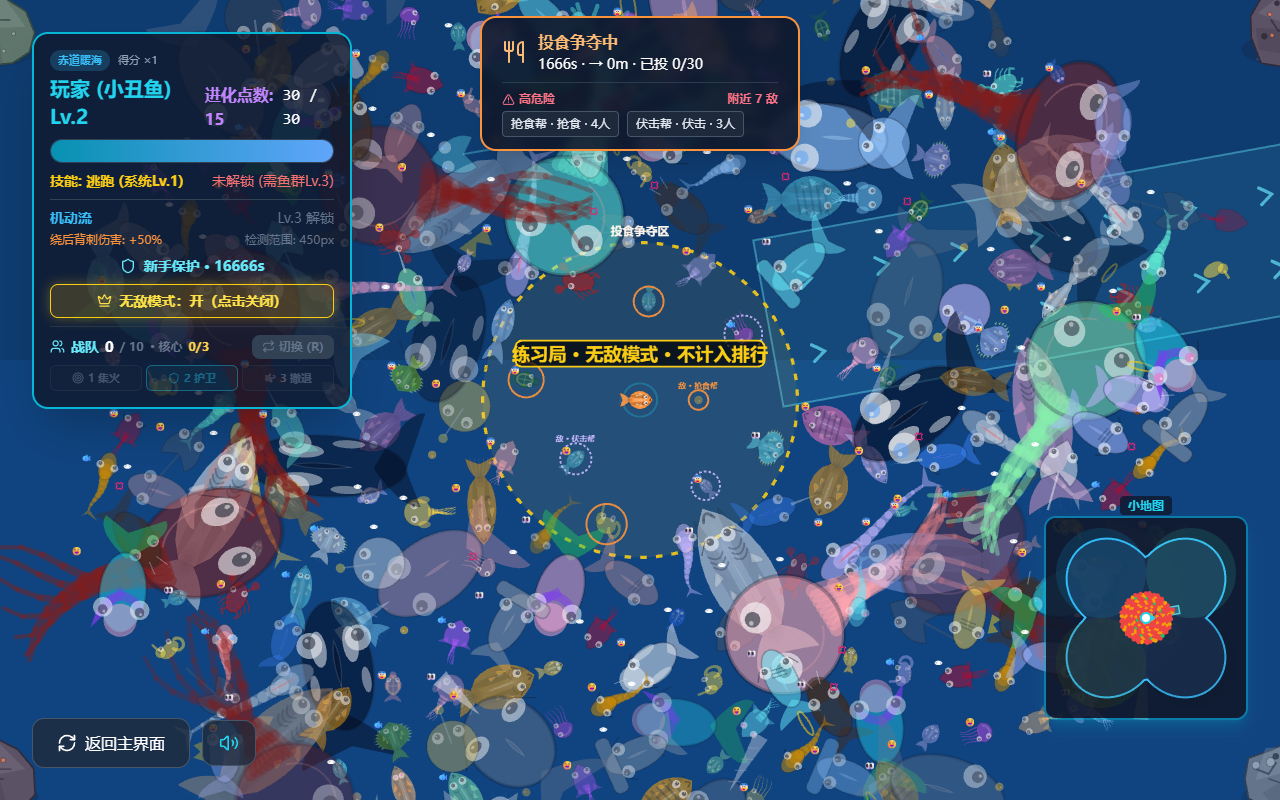 赤道暖海 得分 ×1
玩家 (小丑鱼) Lv.2
进化点数: 15 30 / 30
技能: 逃跑 (系统Lv.1) 未解锁 (需鱼群Lv.3)
机动流 Lv.3 解锁
绕后背刺伤害: +50% 检测范围: 450px
新手保护 • 16666s
无敌模式: 开 (点击关闭)
战队 0 / 10 • 核心 0/3 切换 (R)
1 集火 2 护卫 3 撤退
投食争夺中
1666s · → 0m · 已投 0/30
高危险 附近 7 敌
抢食帮 · 抢食 · 4人 伏击帮 · 伏击 · 3人
投食争夺区
练习局 · 无敌模式 · 不计入排行
敌 · 抢食帮
敌 · 伏击帮
小地图
返回主界面